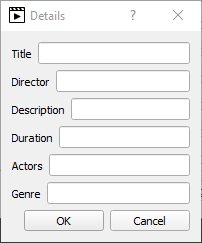 Details ?
Title
Director
Description
Duration
Actors
Genre
OK Cancel